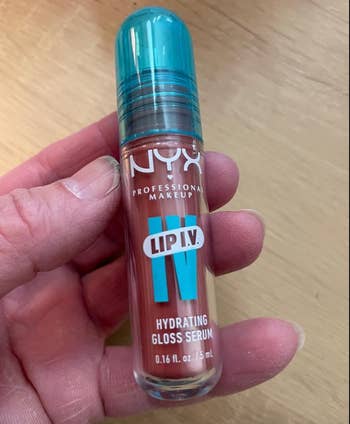 NYX
PROFESSIONAL
MAKEUP
IV
LIP I.V.
HYDRATING
GLOSS SERUM
0.16 fl. oz. / 5 mL